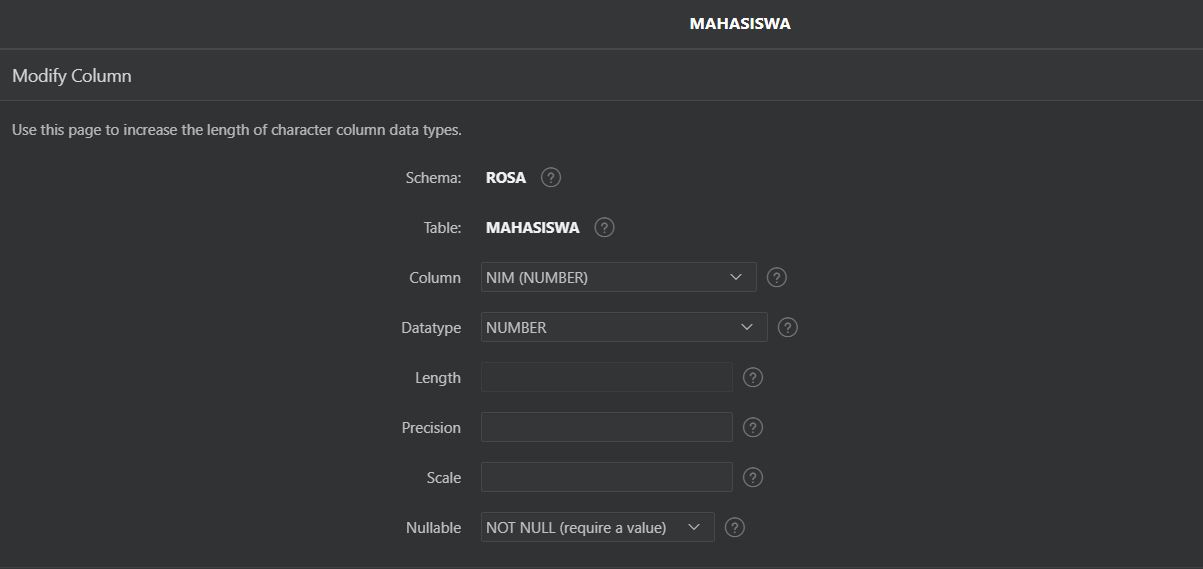 MAHASISWA
Modify Column
Use this page to increase the length of character column data types.
Schema: ROSA ?
Table: MAHASISWA ?
Column NIM (NUMBER) ?
Datatype NUMBER ?
Length ?
Precision ?
Scale ?
Nullable NOT NULL (require a value) ?